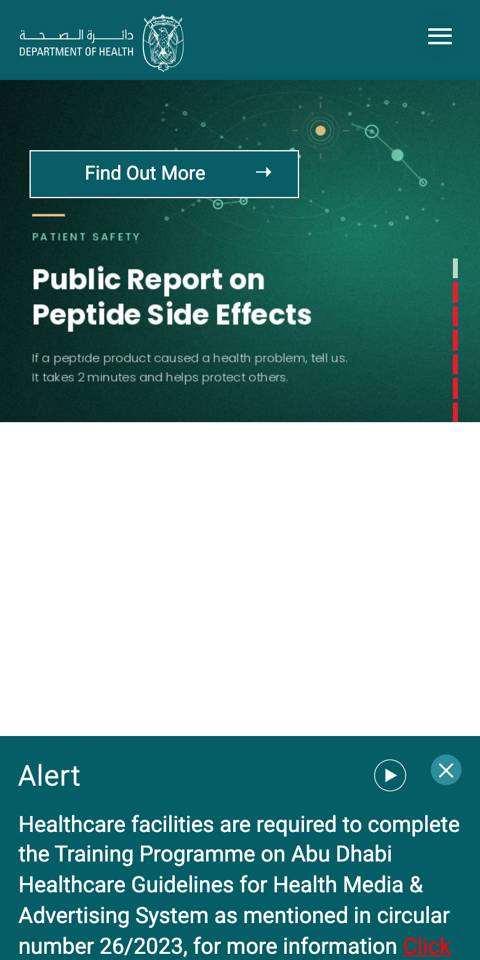 دائـــرة الـــصـــحـــة
DEPARTMENT OF HEALTH
Find Out More
PATIENT SAFETY
Public Report on
Peptide Side Effects
If a peptide product caused a health problem, tell us.
It takes 2 minutes and helps protect others.
Alert
Healthcare facilities are required to complete
the Training Programme on Abu Dhabi
Healthcare Guidelines for Health Media &
Advertising System as mentioned in circular
number 26/2023, for more information Click